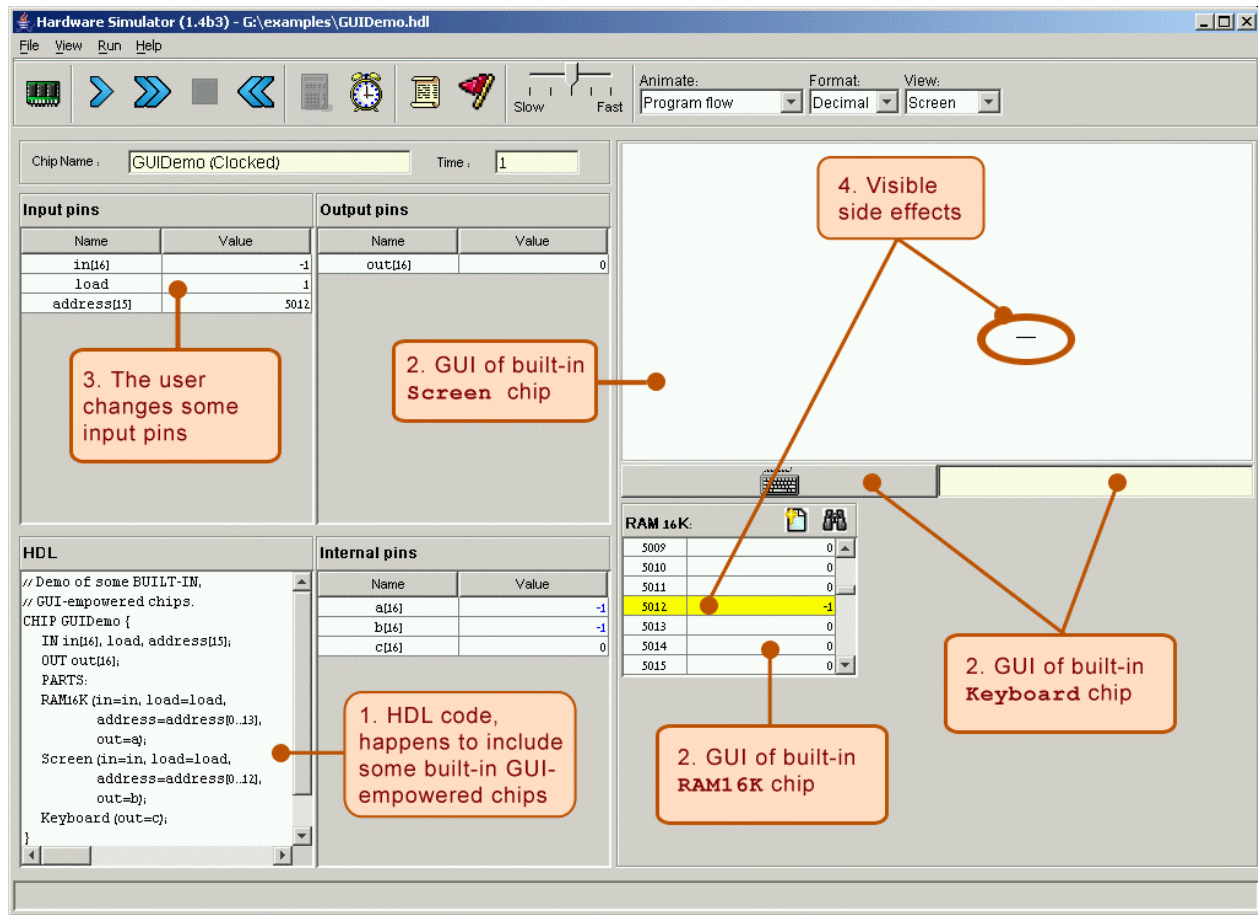 Hardware Simulator (1.4b3) - G:\examples\GUIDemo.hdl
File View Run Help
Slow Fast
Animate: Format: View:
Program flow Decimal Screen
Chip Name : GUIDemo (Clocked) Time : 1
Input pins
Name Value
in[16] -1
load 1
address[15] 5012
3. The user
changes some
input pins
Output pins
Name Value
out[16] 0
2. GUI of built-in
Screen chip
4. Visible
side effects
HDL
// Demo of some BUILT-IN,
// GUI-empowered chips.
CHIP GUIDemo {
IN in[16], load, address[15];
OUT out[16];
PARTS:
RAM16K (in=in, load=load,
address=address[0..13],
out=a);
Screen (in=in, load=load,
address=address[0..12],
out=b);
Keyboard (out=c);
}
Internal pins
Name Value
a[16] -1
b[16] -1
c[16] 0
1. HDL code,
happens to include
some built-in GUI-
empowered chips
RAM 16K:
5009 0
5010 0
5011 0
5012 -1
5013 0
5014 0
5015 0
2. GUI of built-in
RAM16K chip
2. GUI of built-in
Keyboard chip